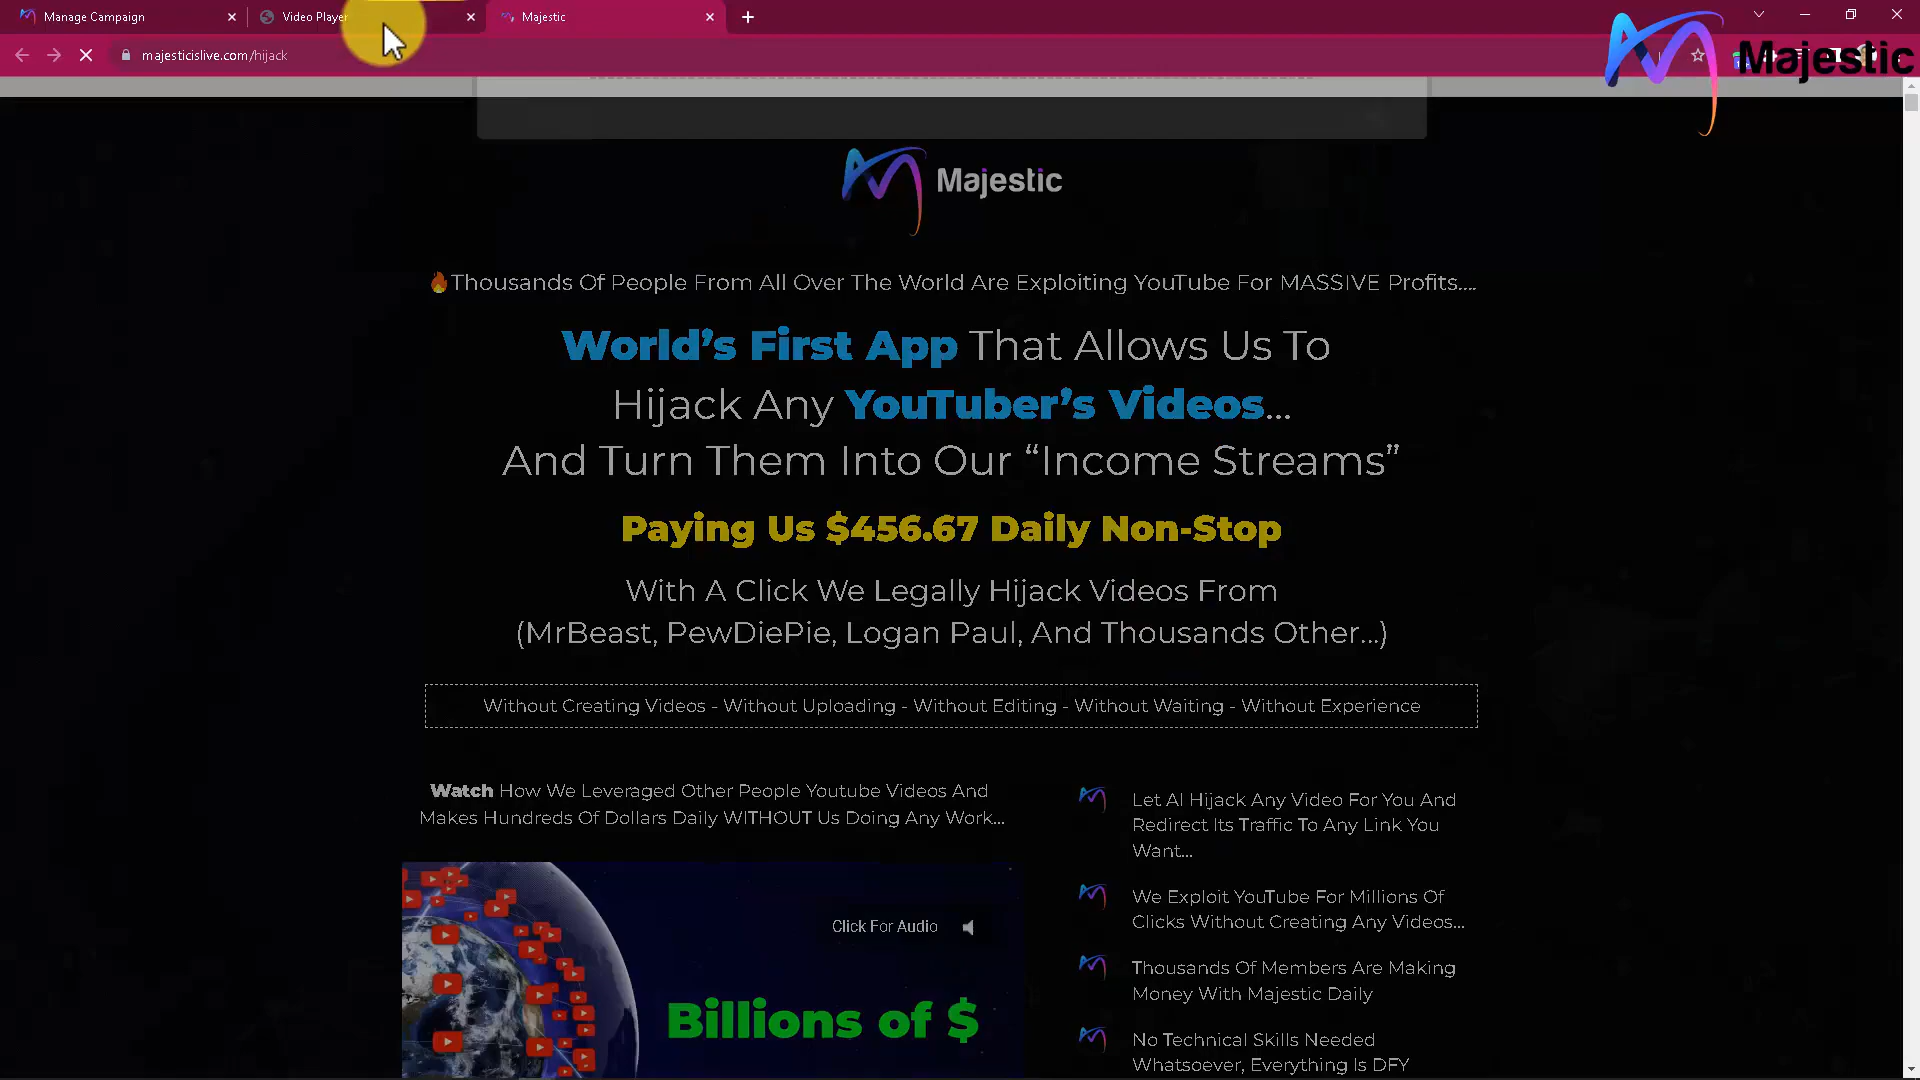 Manage Campaign
Video Player
Majestic
majesticislive.com/hijack
Majestic
Majestic
🔥Thousands Of People From All Over The World Are Exploiting YouTube For MASSIVE Profits....
World's First App That Allows Us To
Hijack Any YouTuber's Videos...
And Turn Them Into Our “Income Streams”
Paying Us $456.67 Daily Non-Stop
With A Click We Legally Hijack Videos From
(MrBeast, PewDiePie, Logan Paul, And Thousands Other...)
Without Creating Videos - Without Uploading - Without Editing - Without Waiting - Without Experience
Watch How We Leveraged Other People Youtube Videos And
Makes Hundreds Of Dollars Daily WITHOUT Us Doing Any Work...
Click For Audio
Billions of $
Let AI Hijack Any Video For You And
Redirect Its Traffic To Any Link You
Want...
We Exploit YouTube For Millions Of
Clicks Without Creating Any Videos...
Thousands Of Members Are Making
Money With Majestic Daily
No Technical Skills Needed
Whatsoever, Everything Is DFY